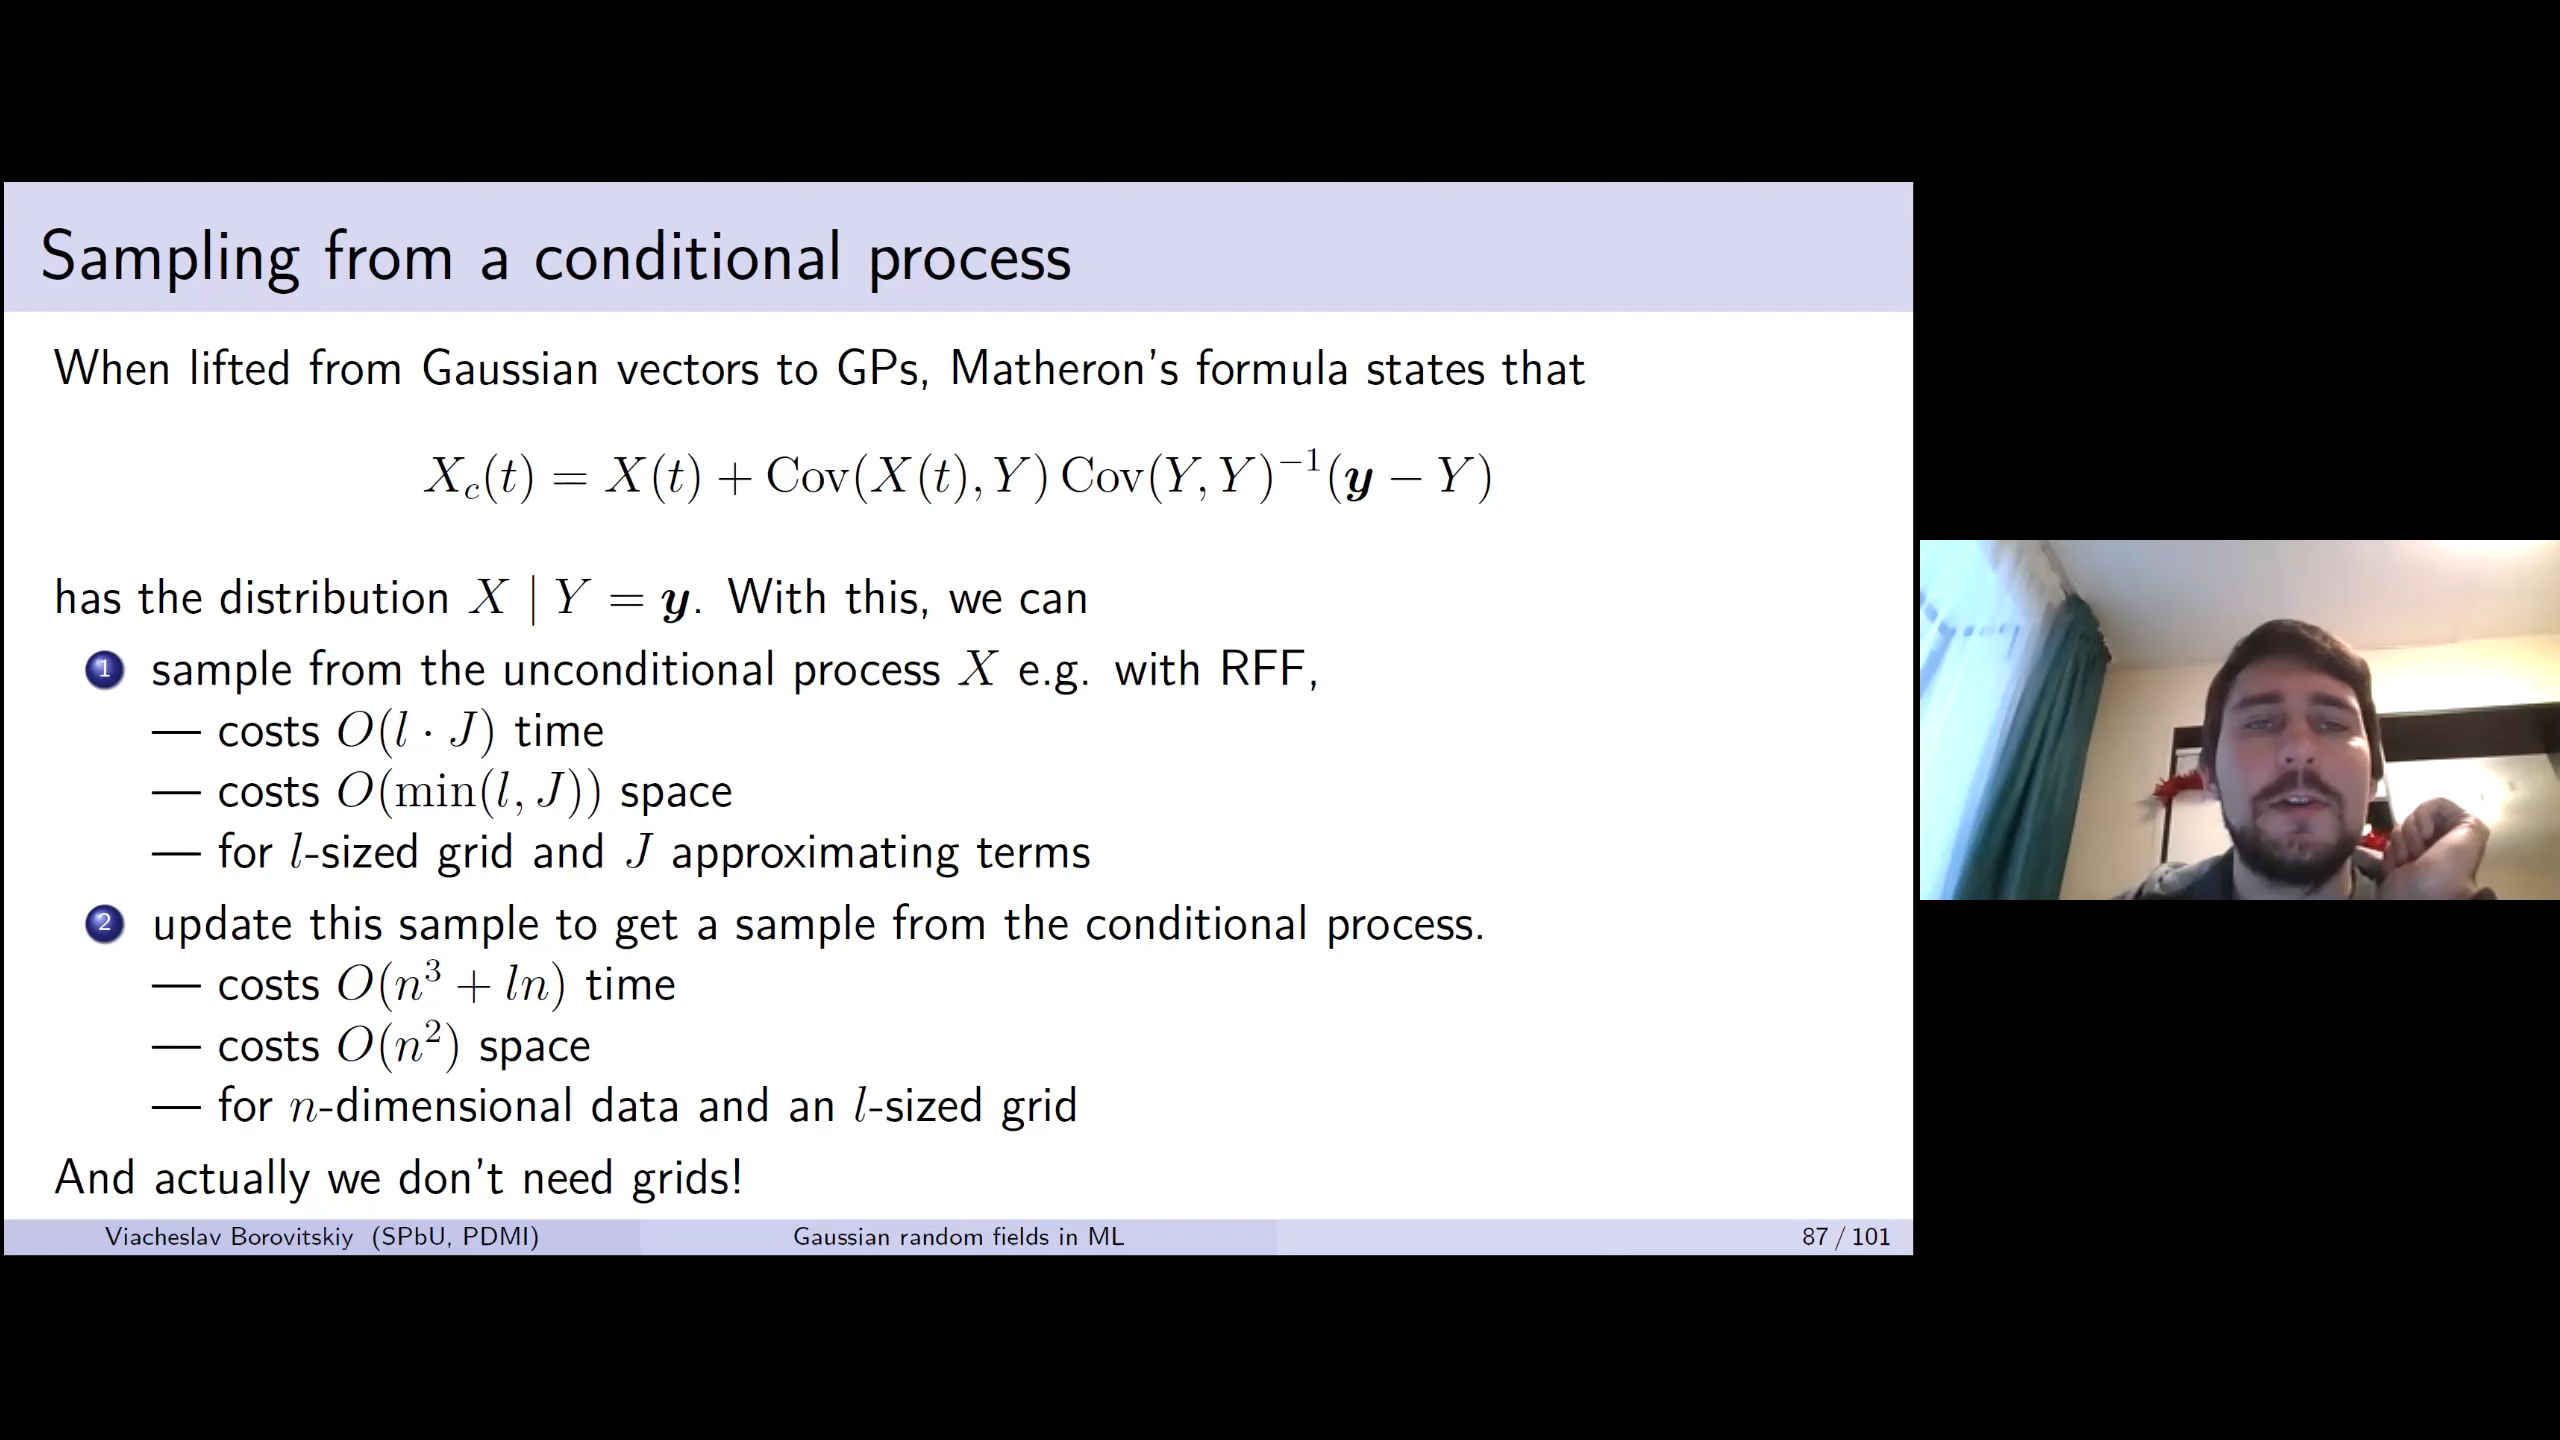 Sampling from a conditional process
When lifted from Gaussian vectors to GPs, Matheron's formula states that
X_c(t) = X(t) + Cov(X(t), Y) Cov(Y, Y)^{-1}(𝒚 − Y)
has the distribution X | Y = 𝒚. With this, we can
1 sample from the unconditional process X e.g. with RFF,
— costs O(l · J) time
— costs O(min(l, J)) space
— for l-sized grid and J approximating terms
2 update this sample to get a sample from the conditional process.
— costs O(n³ + ln) time
— costs O(n²) space
— for n-dimensional data and an l-sized grid
And actually we don't need grids!
Viacheslav Borovitskiy (SPbU, PDMI) Gaussian random fields in ML 87 / 101